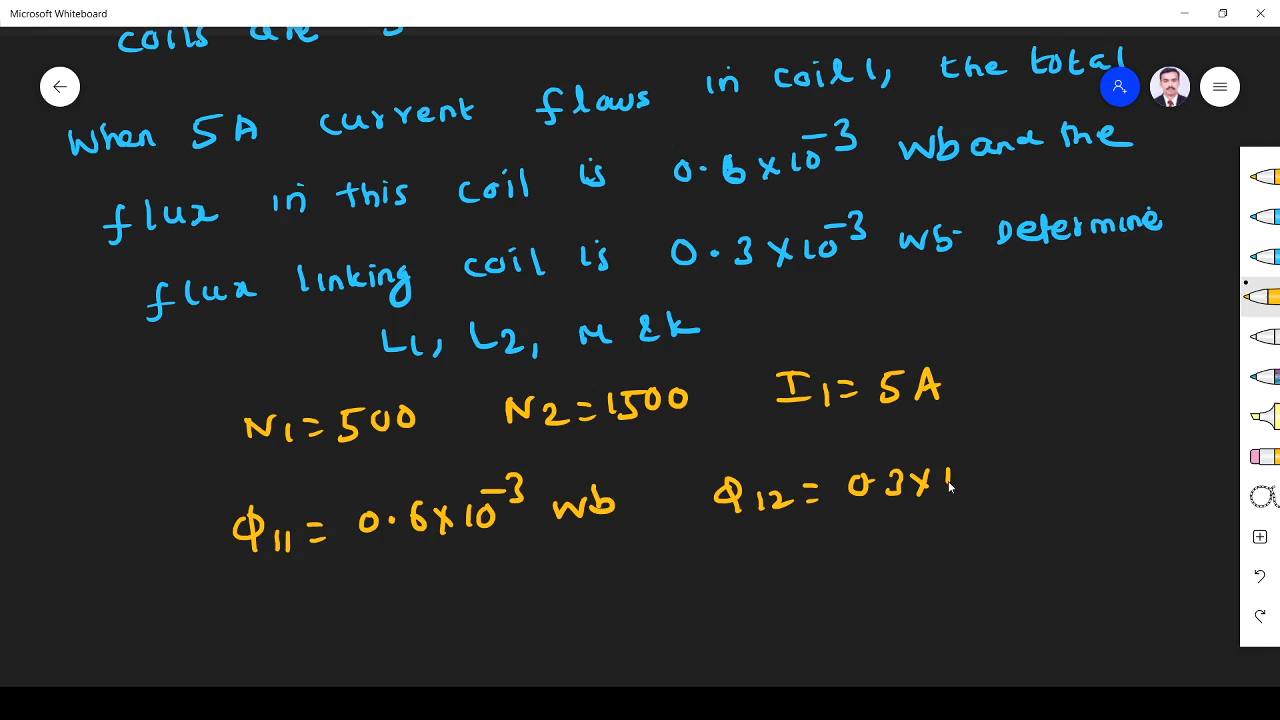 Microsoft Whiteboard
coils are
When 5A current flows in coil 1, the total
flux in this coil is 0.6×10⁻³ wb and the
flux linking coil is 0.3×10⁻³ wb. Determine
L1, L2, M & k
N1 = 500 N2 = 1500 I1 = 5A
Φ11 = 0.6×10⁻³ wb Φ12 = 0.3×1